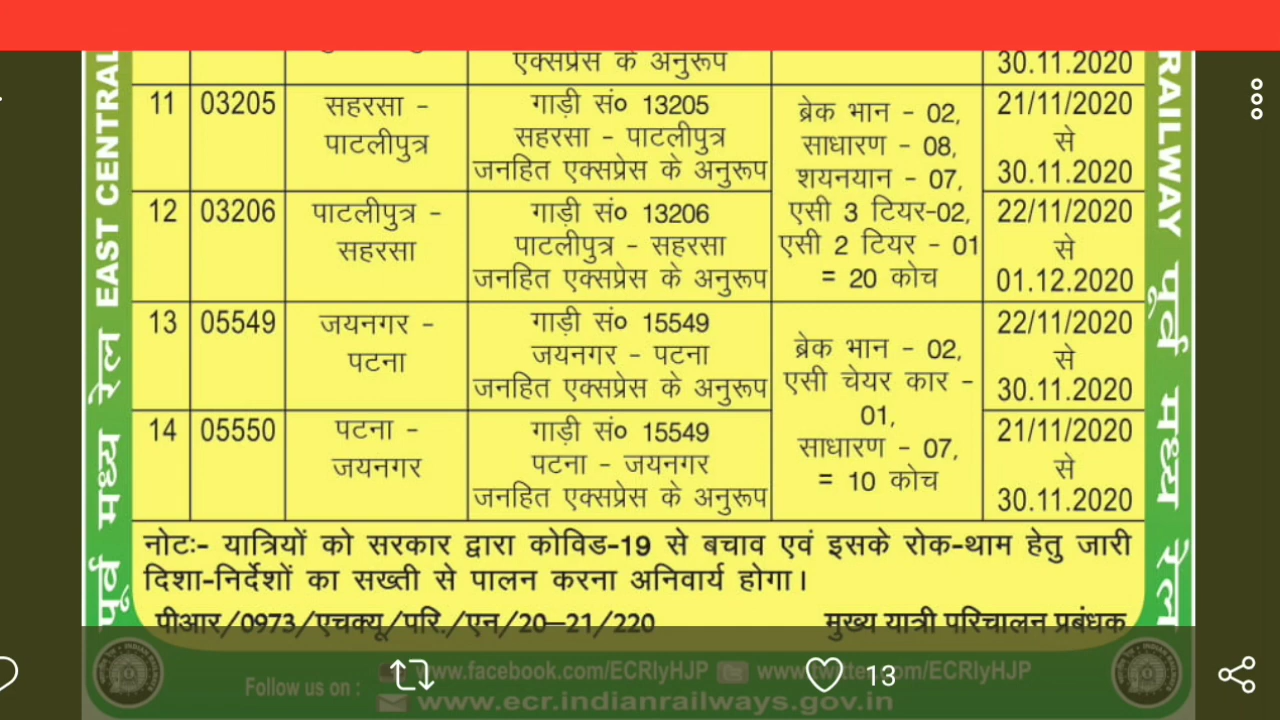 एक्सप्रेस के अनुरूप
30.11.2020
11
03205
सहरसा -
पाटलीपुत्र
गाड़ी सं० 13205
सहरसा - पाटलीपुत्र
जनहित एक्सप्रेस के अनुरूप
ब्रेक भान - 02,
साधारण - 08,
शयनयान - 07,
एसी 3 टियर-02,
एसी 2 टियर - 01
= 20 कोच
21/11/2020
से
30.11.2020
12
03206
पाटलीपुत्र -
सहरसा
गाड़ी सं० 13206
पाटलीपुत्र - सहरसा
जनहित एक्सप्रेस के अनुरूप
22/11/2020
से
01.12.2020
13
05549
जयनगर -
पटना
गाड़ी सं० 15549
जयनगर - पटना
जनहित एक्सप्रेस के अनुरूप
ब्रेक भान - 02,
एसी चेयर कार -
01,
साधारण - 07,
= 10 कोच
22/11/2020
से
30.11.2020
14
05550
पटना -
जयनगर
गाड़ी सं० 15549
पटना - जयनगर
जनहित एक्सप्रेस के अनुरूप
21/11/2020
से
30.11.2020
नोटः- यात्रियों को सरकार द्वारा कोविड-19 से बचाव एवं इसके रोक-थाम हेतु जारी
दिशा-निर्देशों का सख्ती से पालन करना अनिवार्य होगा।
पीआर/0973/एचक्यू/परि./एन/20—21/220
मुख्य यात्री परिचालन प्रबंधक
पूर्व मध्य रेल EAST CENTRAL
RAILWAY पूर्व मध्य रेल
Follow us on :
www.facebook.com/ECRlyHJP
www.twitter.com/ECRlyHJP
www.ecr.indianrailways.gov.in
13